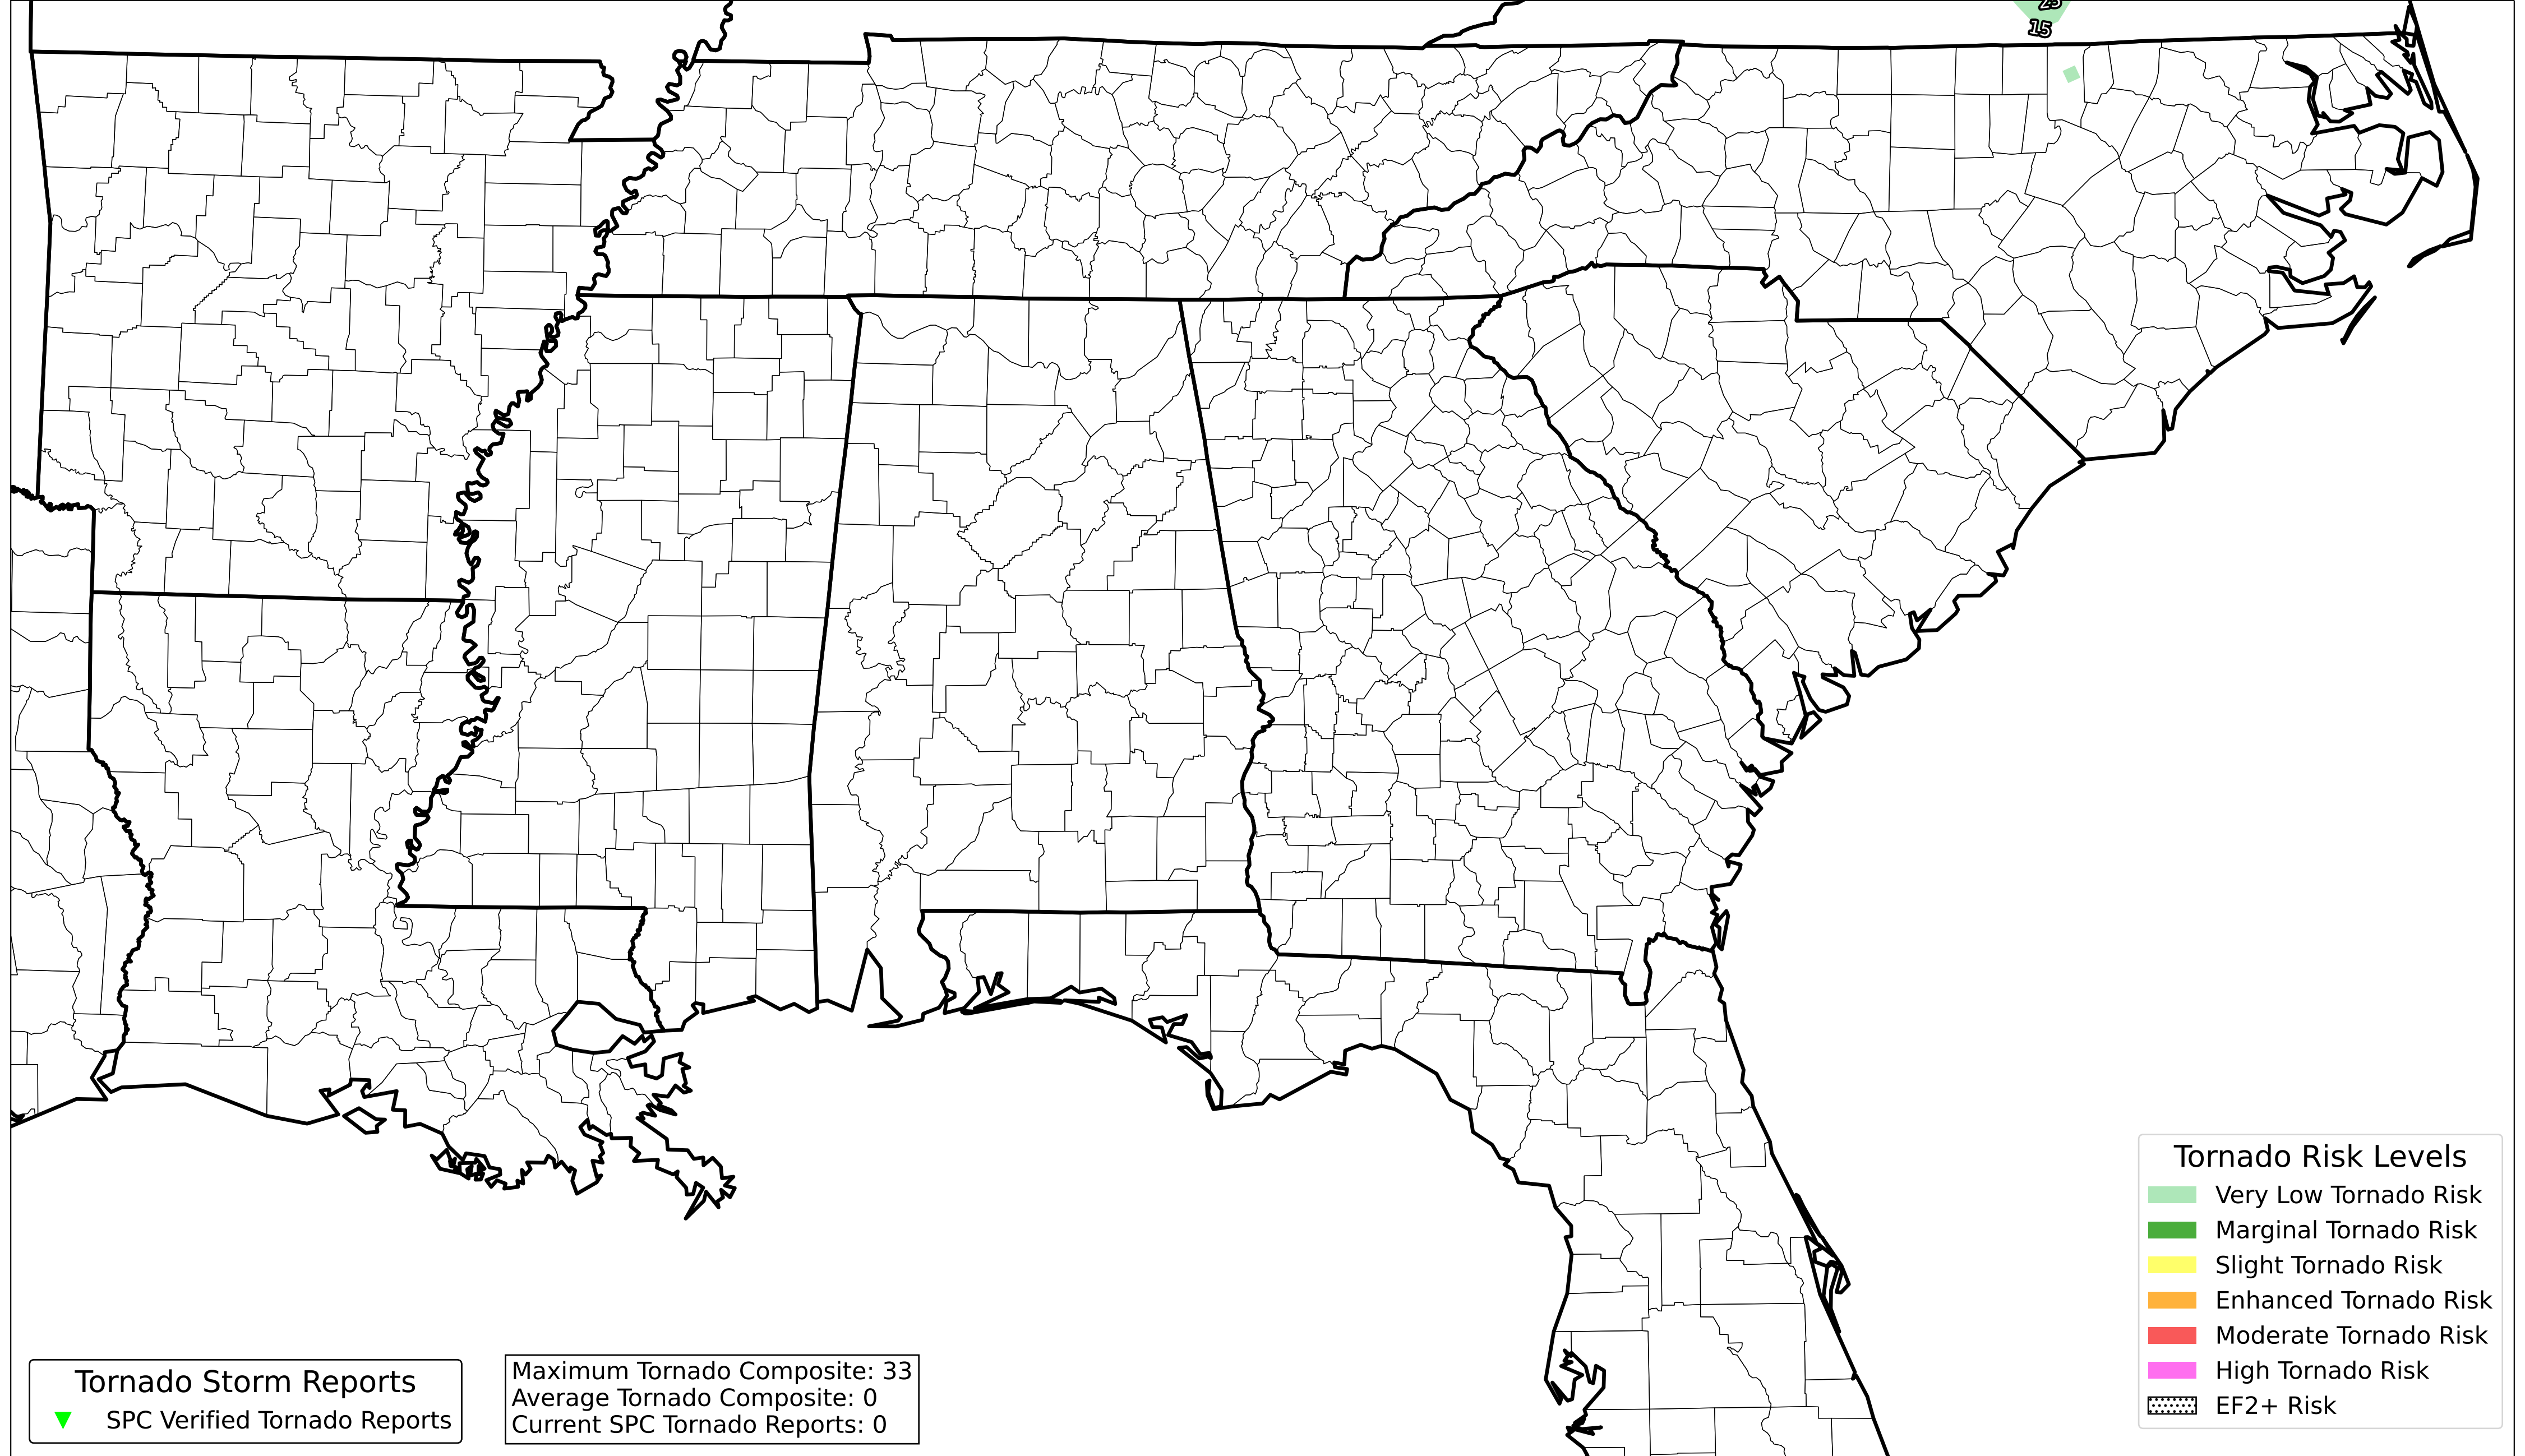 25
15
Tornado Risk Levels
Very Low Tornado Risk
Marginal Tornado Risk
Slight Tornado Risk
Enhanced Tornado Risk
Moderate Tornado Risk
High Tornado Risk
EF2+ Risk
Tornado Storm Reports
SPC Verified Tornado Reports
Maximum Tornado Composite: 33
Average Tornado Composite: 0
Current SPC Tornado Reports: 0